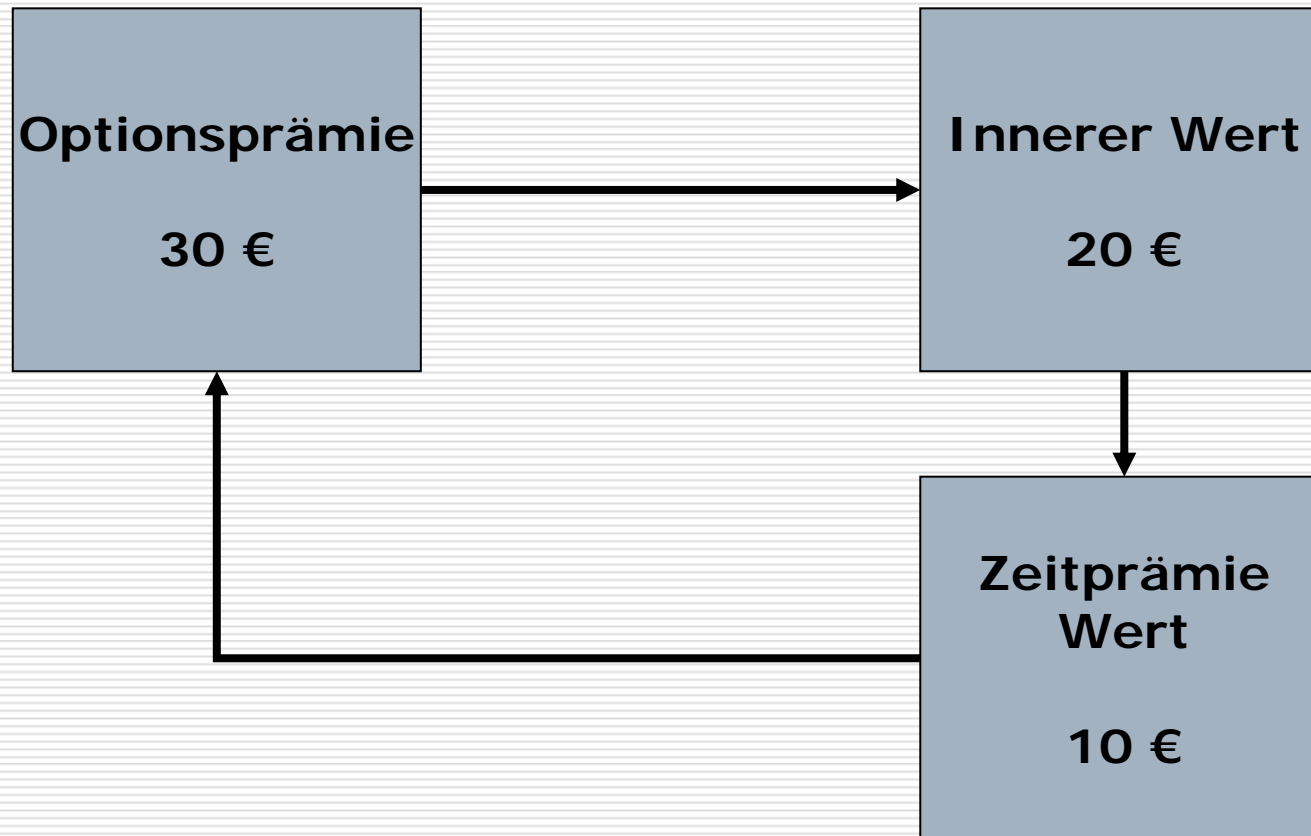 Optionsprämie
30 €
Innerer Wert
20 €
Zeitprämie
Wert
10 €